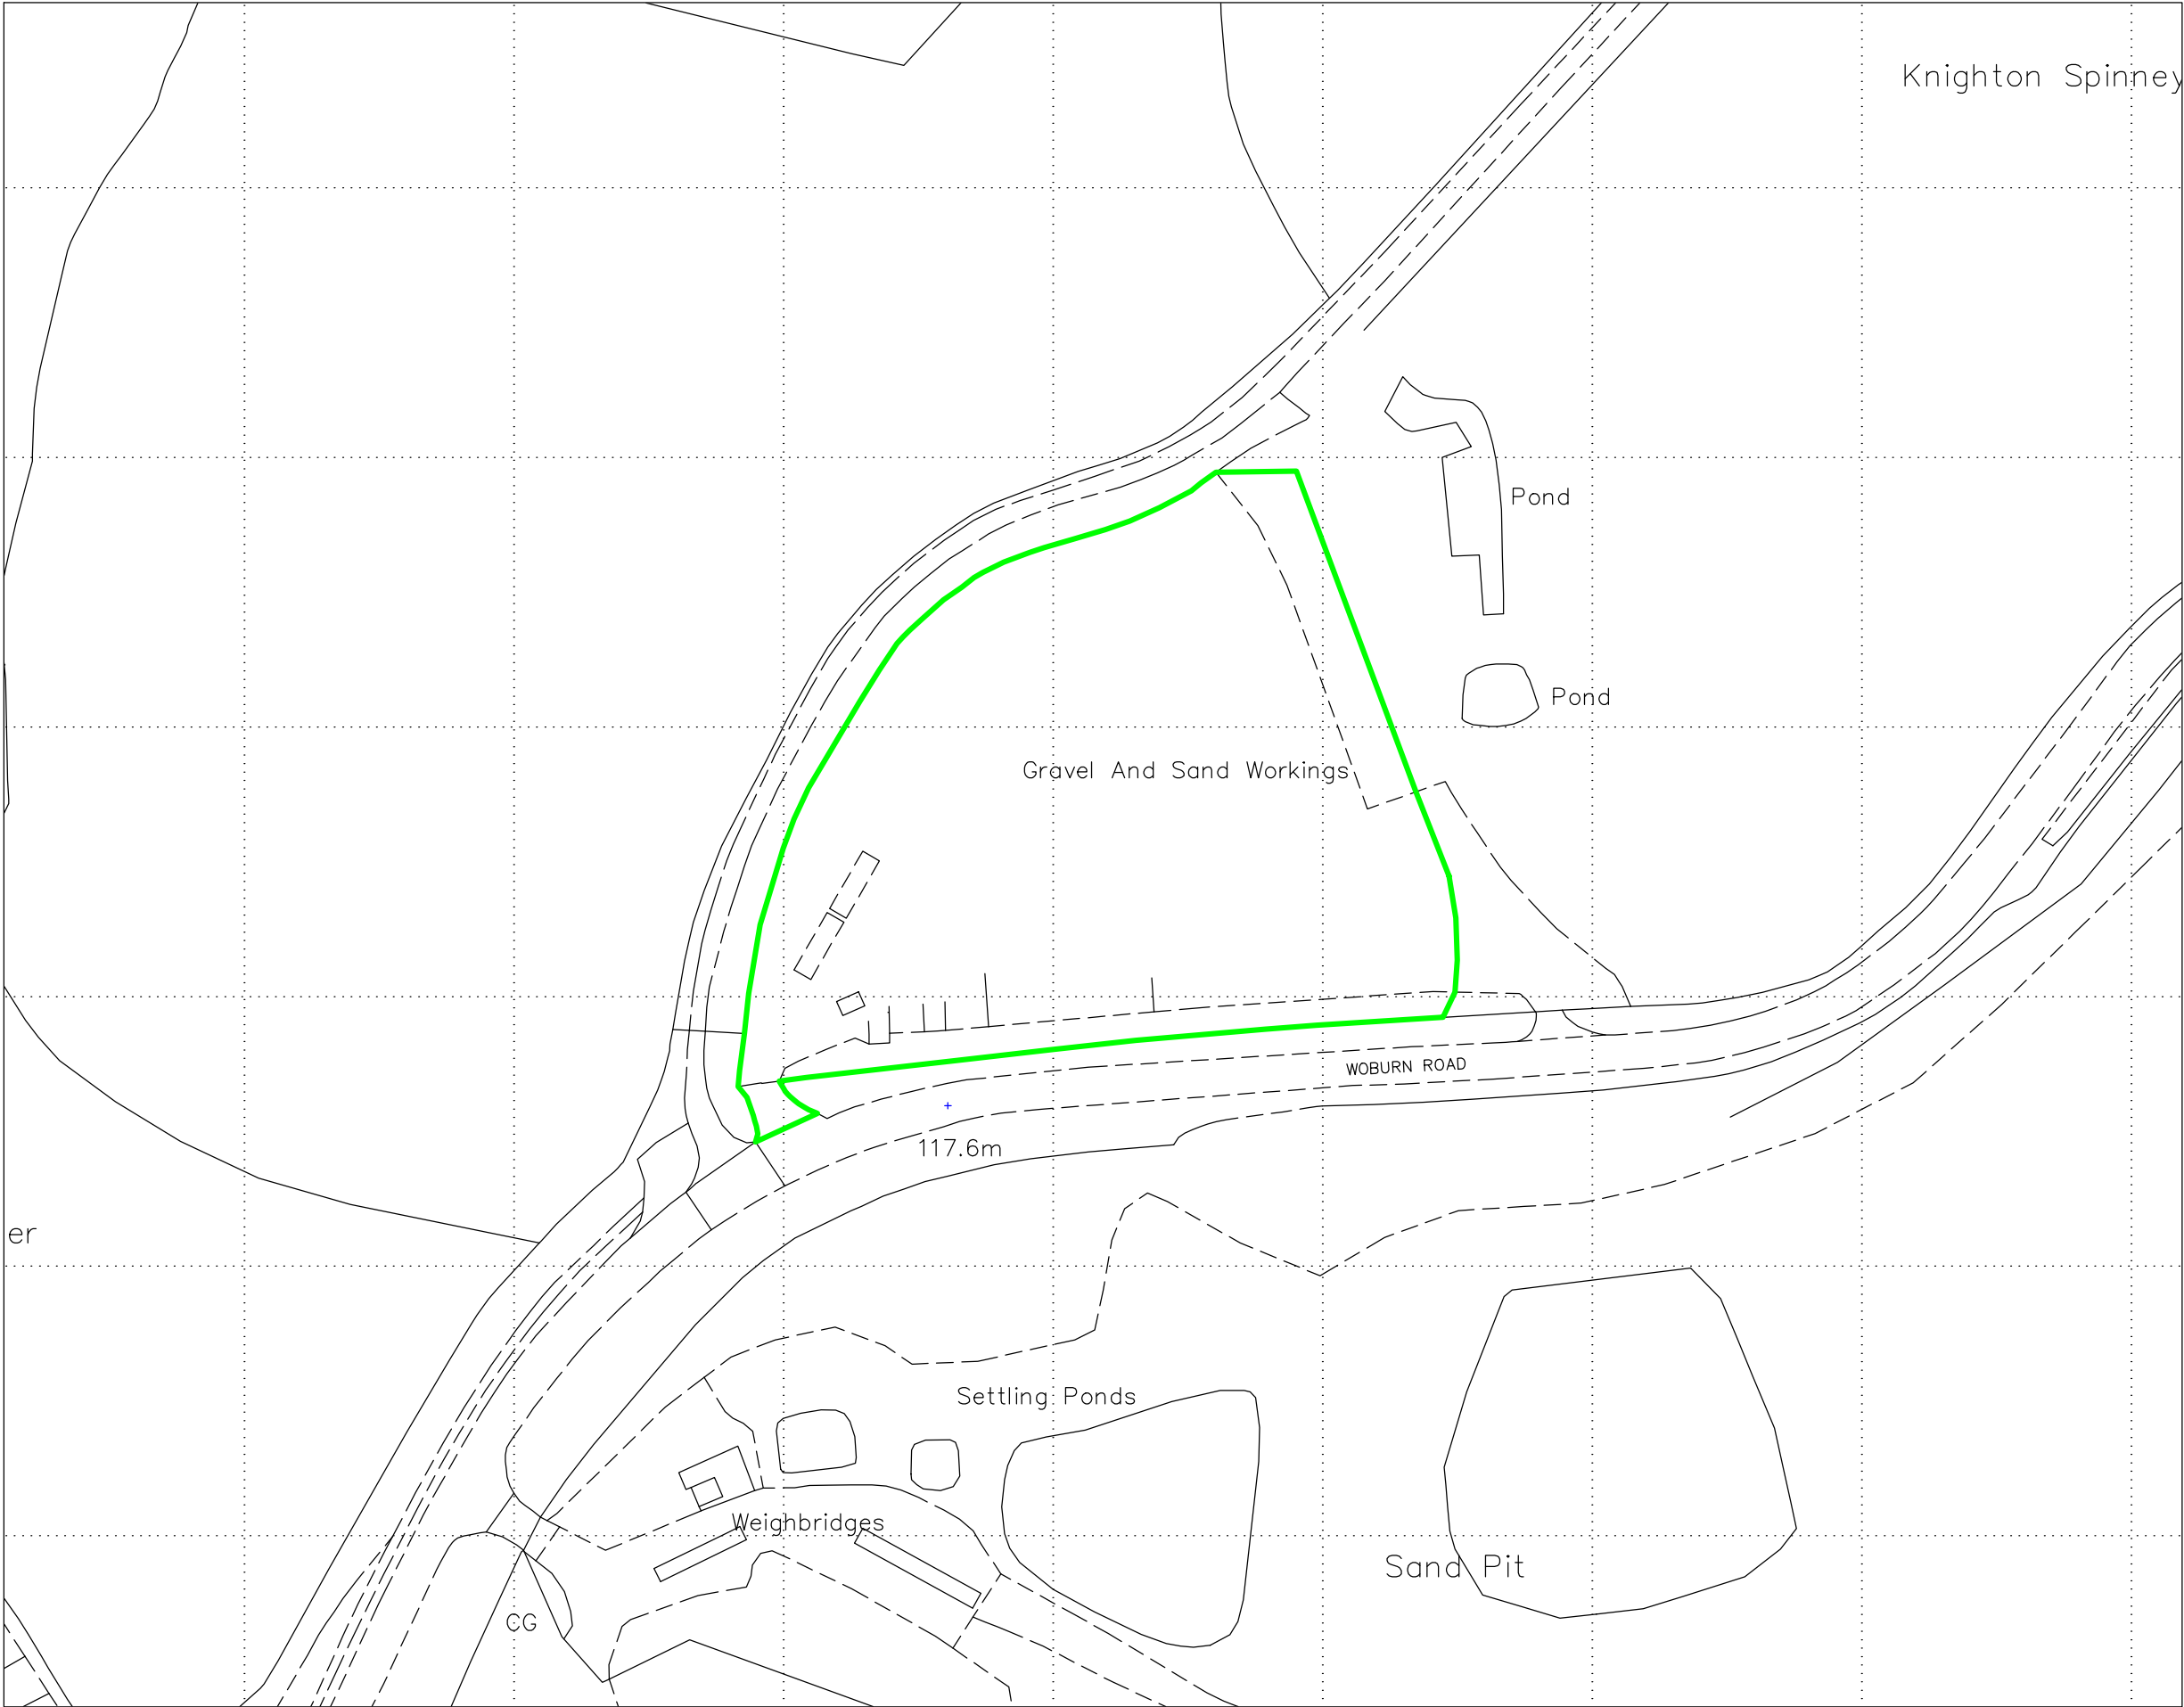 Knighton Spinney
Pond
Pond
Gravel And Sand Workings
WOBURN ROAD
117.6m
er
Settling Ponds
Weighbridges
Sand Pit
CG